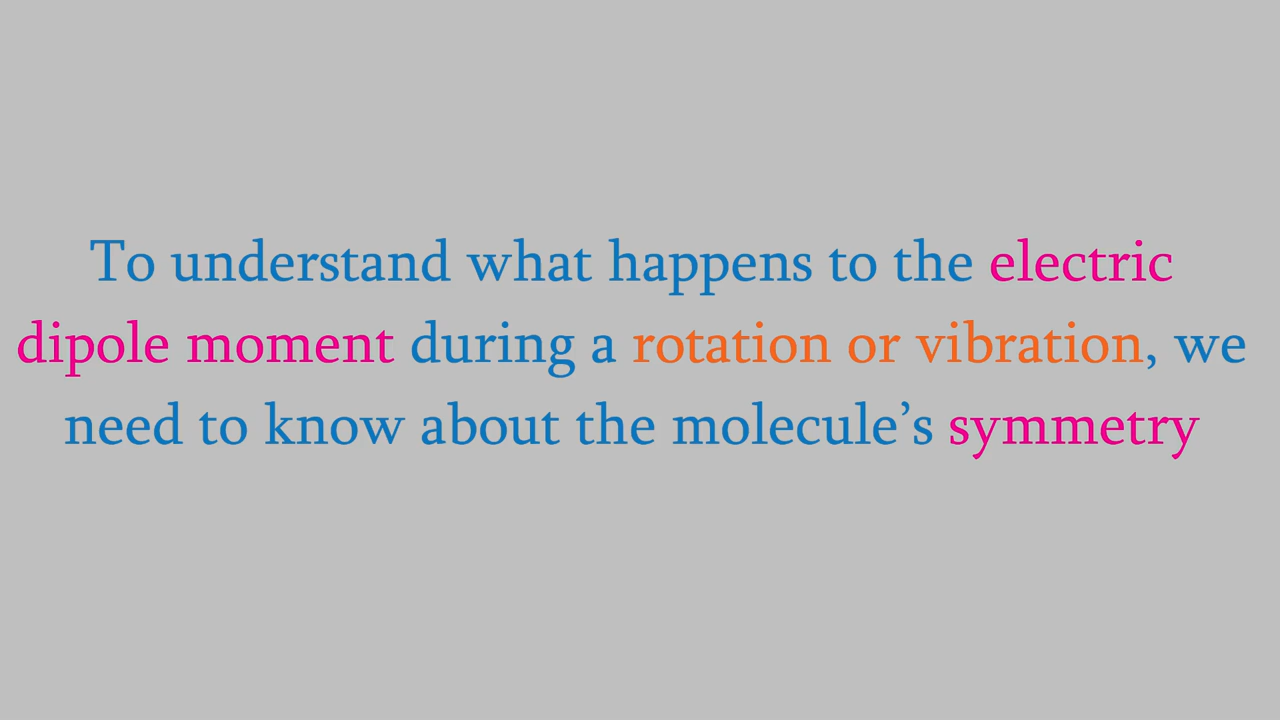 To understand what happens to the electric
dipole moment during a rotation or vibration, we
need to know about the molecule’s symmetry